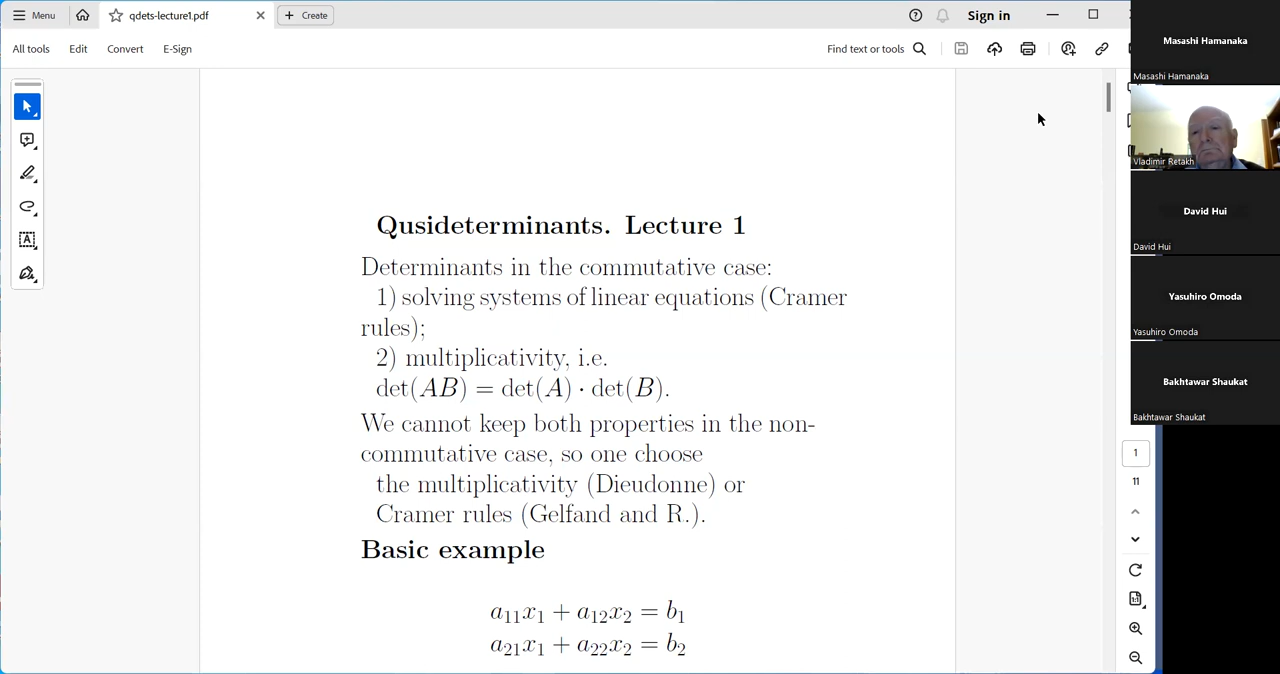 Menu
qdets-lecture1.pdf
Create
Sign in
All tools
Edit
Convert
E-Sign
Find text or tools
Qusideterminants. Lecture 1
Determinants in the commutative case:
1) solving systems of linear equations (Cramer
rules);
2) multiplicativity, i.e.
det(AB) = det(A) · det(B).
We cannot keep both properties in the non-
commutative case, so one choose
the multiplicativity (Dieudonne) or
Cramer rules (Gelfand and R.).
Basic example
a₁₁x₁ + a₁₂x₂ = b₁
a₂₁x₁ + a₂₂x₂ = b₂
Masashi Hamanaka
Masashi Hamanaka
Vladimir Retakh
David Hui
David Hui
Yasuhiro Omoda
Yasuhiro Omoda
Bakhtawar Shaukat
Bakhtawar Shaukat
1
11